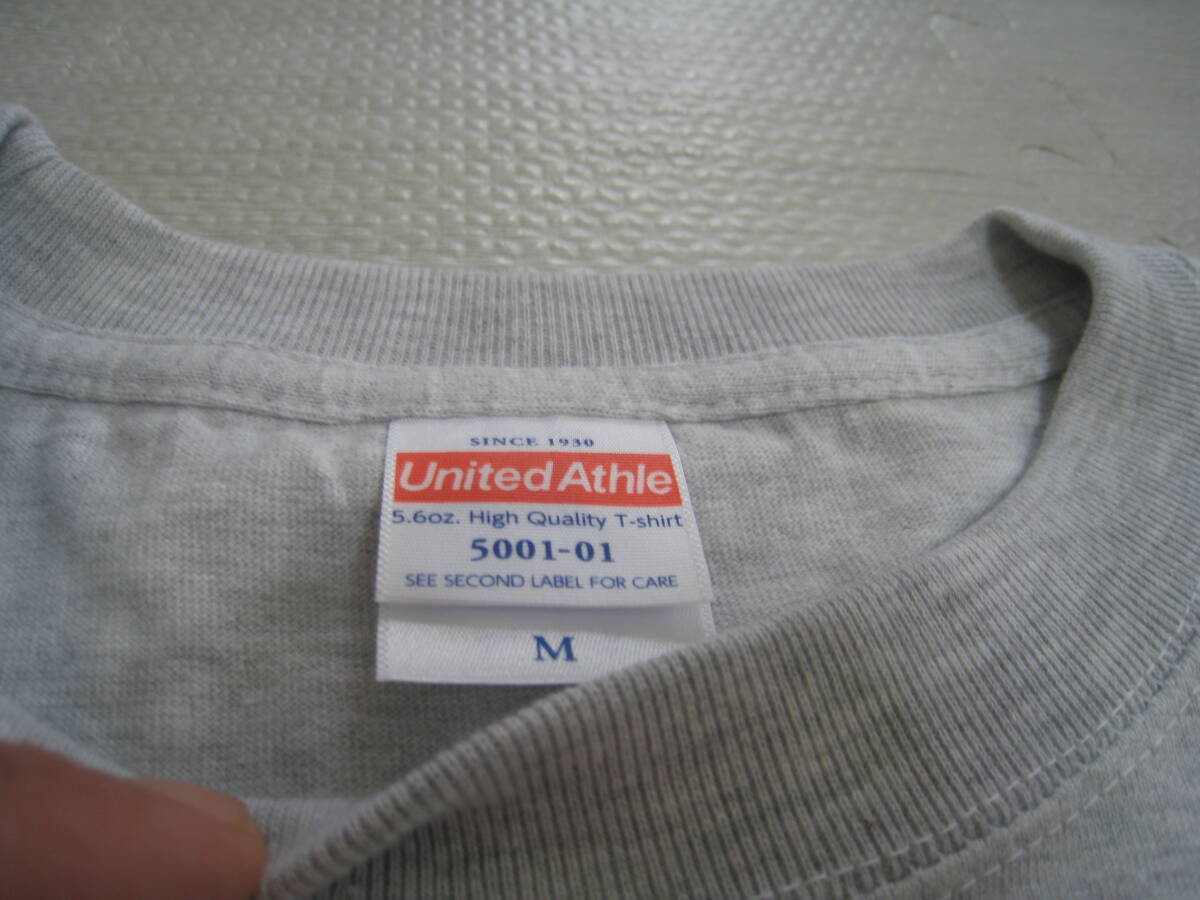 SINCE 1930
United Athle
5.6oz. High Quality T-shirt
5001-01
SEE SECOND LABEL FOR CARE
M